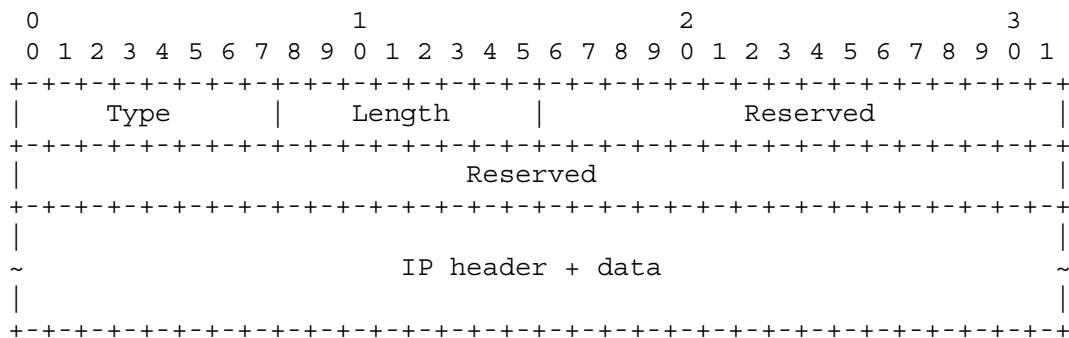 0                   1                   2                   3
0 1 2 3 4 5 6 7 8 9 0 1 2 3 4 5 6 7 8 9 0 1 2 3 4 5 6 7 8 9 0 1
+-+-+-+-+-+-+-+-+-+-+-+-+-+-+-+-+-+-+-+-+-+-+-+-+-+-+-+-+-+-+-+-+
| Type | Length | Reserved |
+-+-+-+-+-+-+-+-+-+-+-+-+-+-+-+-+-+-+-+-+-+-+-+-+-+-+-+-+-+-+-+-+
| Reserved |
+-+-+-+-+-+-+-+-+-+-+-+-+-+-+-+-+-+-+-+-+-+-+-+-+-+-+-+-+-+-+-+-+
| |
~ IP header + data ~
| |
+-+-+-+-+-+-+-+-+-+-+-+-+-+-+-+-+-+-+-+-+-+-+-+-+-+-+-+-+-+-+-+-+